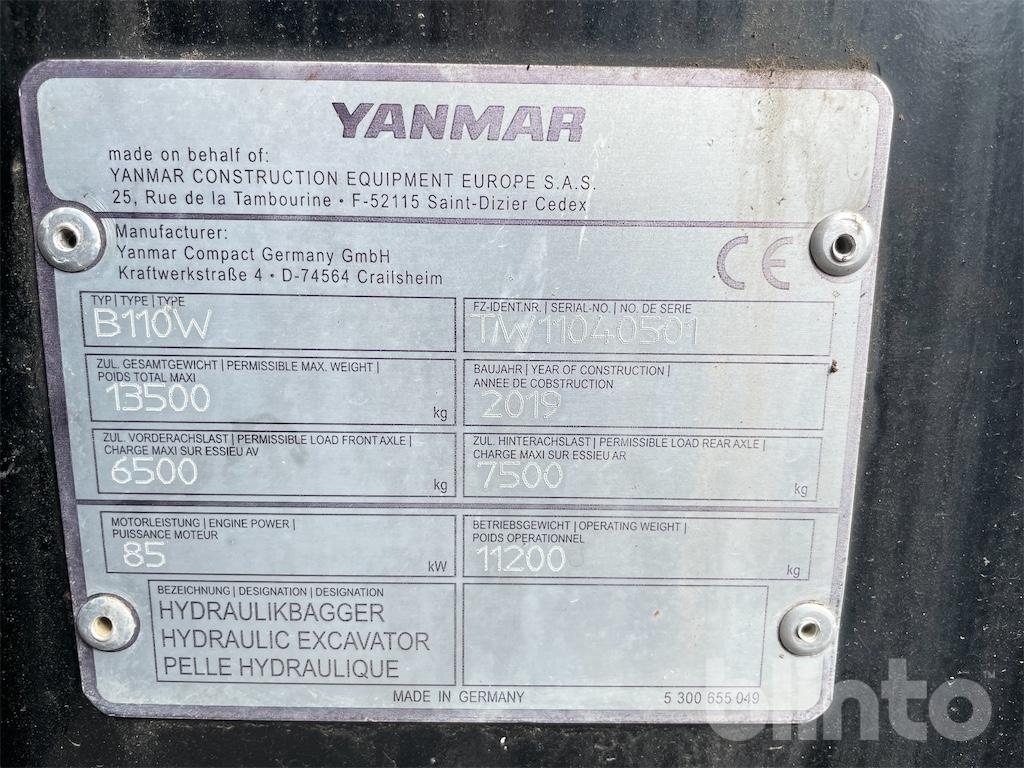 YANMAR
made on behalf of:
YANMAR CONSTRUCTION EQUIPMENT EUROPE S.A.S.
25, Rue de la Tambourine • F-52115 Saint-Dizier Cedex
Manufacturer:
Yanmar Compact Germany GmbH
Kraftwerkstraße 4 • D-74564 Crailsheim
CE
TYP | TYPE | TYPE
B110W
FZ-IDENT.NR. | SERIAL-NO. | NO. DE SERIE
TW11040501
ZUL. GESAMTGEWICHT | PERMISSIBLE MAX. WEIGHT |
POIDS TOTAL MAXI
13500 kg
BAUJAHR | YEAR OF CONSTRUCTION |
ANNEE DE COBSTRUCTION
2019
ZUL. VORDERACHSLAST | PERMISSIBLE LOAD FRONT AXLE |
CHARGE MAXI SUR ESSIEU AV
6500 kg
ZUL. HINTERACHSLAST | PERMISSIBLE LOAD REAR AXLE |
CHARGE MAXI SUR ESSIEU AR
7500 kg
MOTORLEISTUNG | ENGINE POWER |
PUISSANCE MOTEUR
85 kW
BETRIEBSGEWICHT | OPERATING WEIGHT |
POIDS OPERATIONNEL
11200 kg
BEZEICHNUNG | DESIGNATION | DESIGNATION
HYDRAULIKBAGGER
HYDRAULIC EXCAVATOR
PELLE HYDRAULIQUE
MADE IN GERMANY
5 300 655 049
blinto™